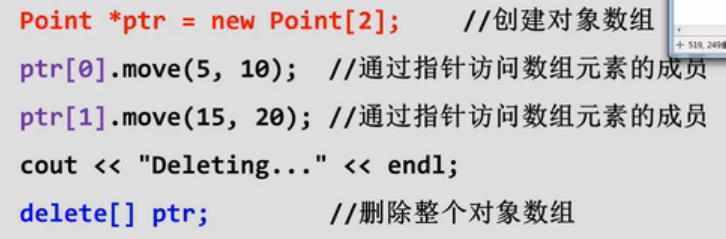 Point *ptr = new Point[2]; //创建对象数组
ptr[0].move(5, 10); //通过指针访问数组元素的成员
ptr[1].move(15, 20); //通过指针访问数组元素的成员
cout << "Deleting..." << endl;
delete[] ptr; //删除整个对象数组